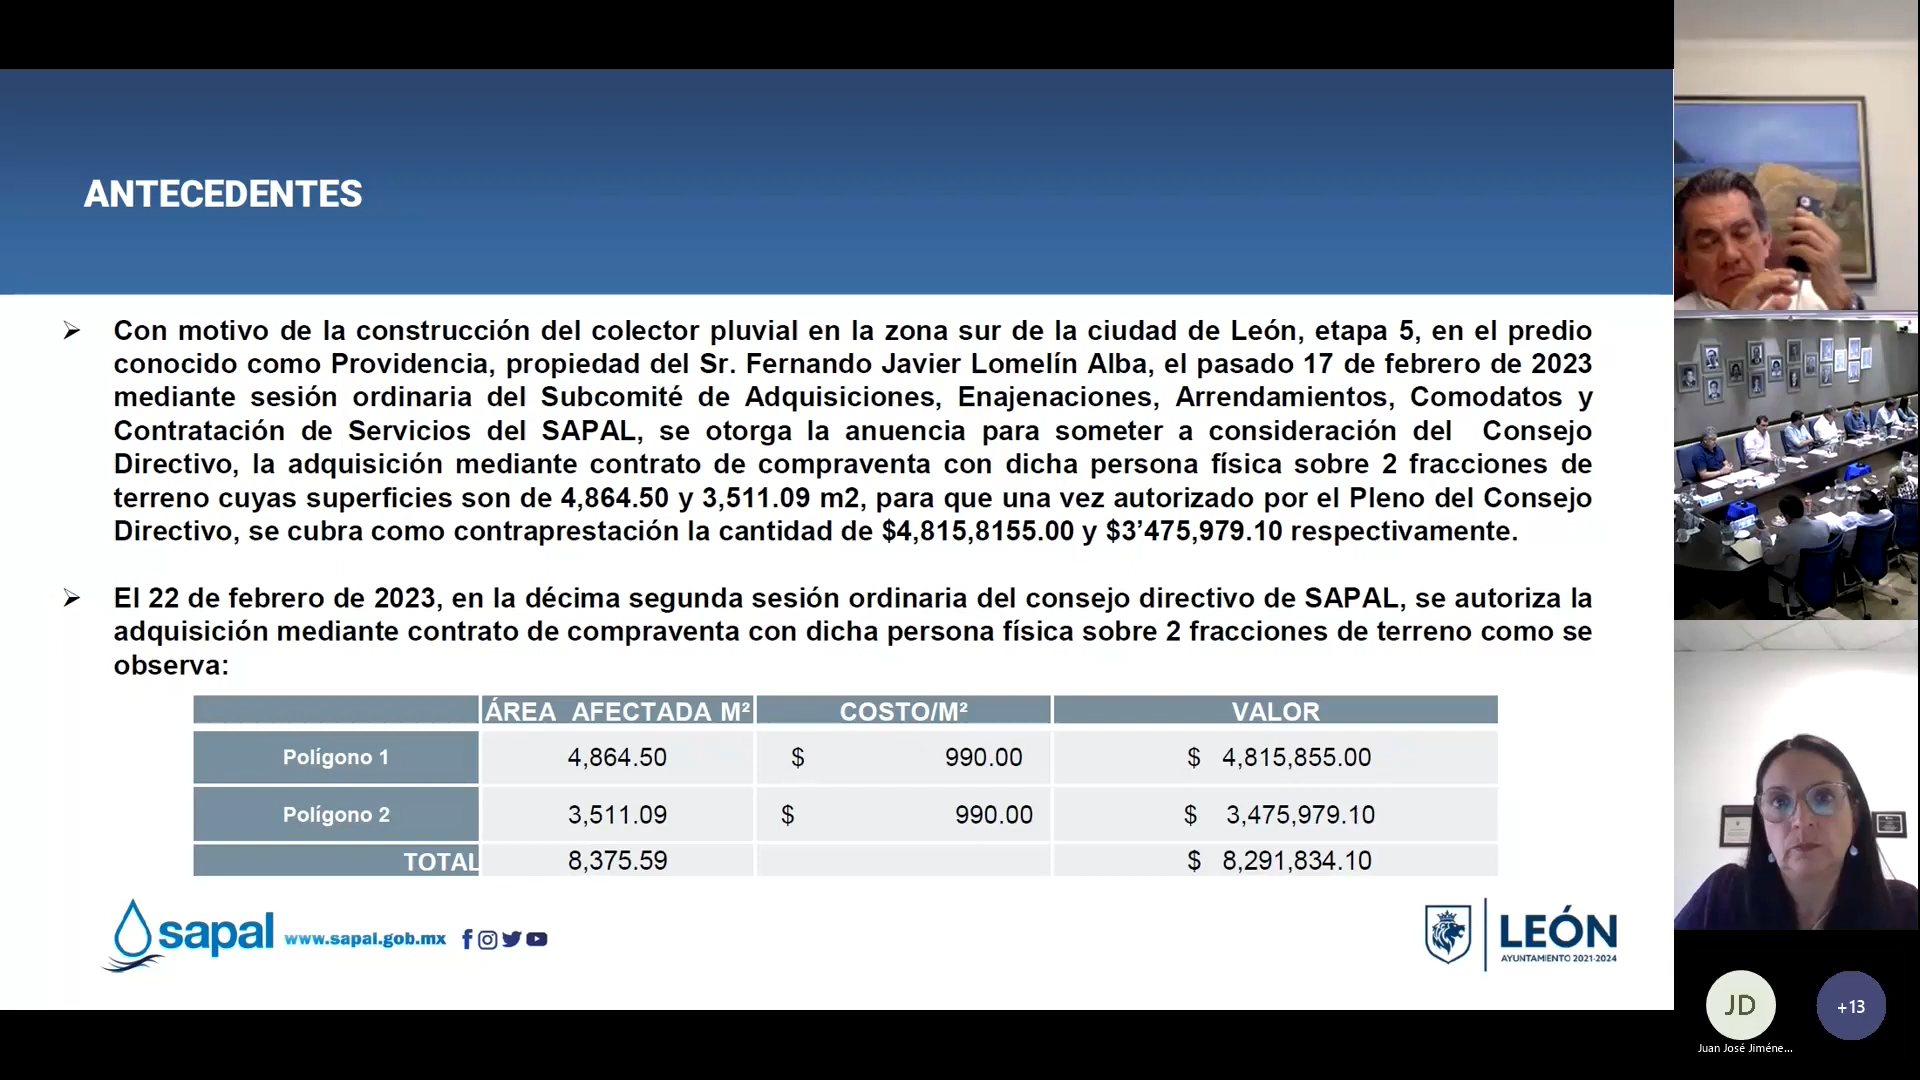 ANTECEDENTES
➢ Con motivo de la construcción del colector pluvial en la zona sur de la ciudad de León, etapa 5, en el predio
conocido como Providencia, propiedad del Sr. Fernando Javier Lomelín Alba, el pasado 17 de febrero de 2023
mediante sesión ordinaria del Subcomité de Adquisiciones, Enajenaciones, Arrendamientos, Comodatos y
Contratación de Servicios del SAPAL, se otorga la anuencia para someter a consideración del Consejo
Directivo, la adquisición mediante contrato de compraventa con dicha persona física sobre 2 fracciones de
terreno cuyas superficies son de 4,864.50 y 3,511.09 m2, para que una vez autorizado por el Pleno del Consejo
Directivo, se cubra como contraprestación la cantidad de $4,815,8155.00 y $3’475,979.10 respectivamente.
➢ El 22 de febrero de 2023, en la décima segunda sesión ordinaria del consejo directivo de SAPAL, se autoriza la
adquisición mediante contrato de compraventa con dicha persona física sobre 2 fracciones de terreno como se
observa:
ÁREA AFECTADA M² COSTO/M² VALOR
Polígono 1 4,864.50 $ 990.00 $ 4,815,855.00
Polígono 2 3,511.09 $ 990.00 $ 3,475,979.10
TOTAL 8,375.59 $ 8,291,834.10
sapal www.sapal.gob.mx
LEÓN
AYUNTAMIENTO 2021-2024
JD
+13
Juan José Jiméne...